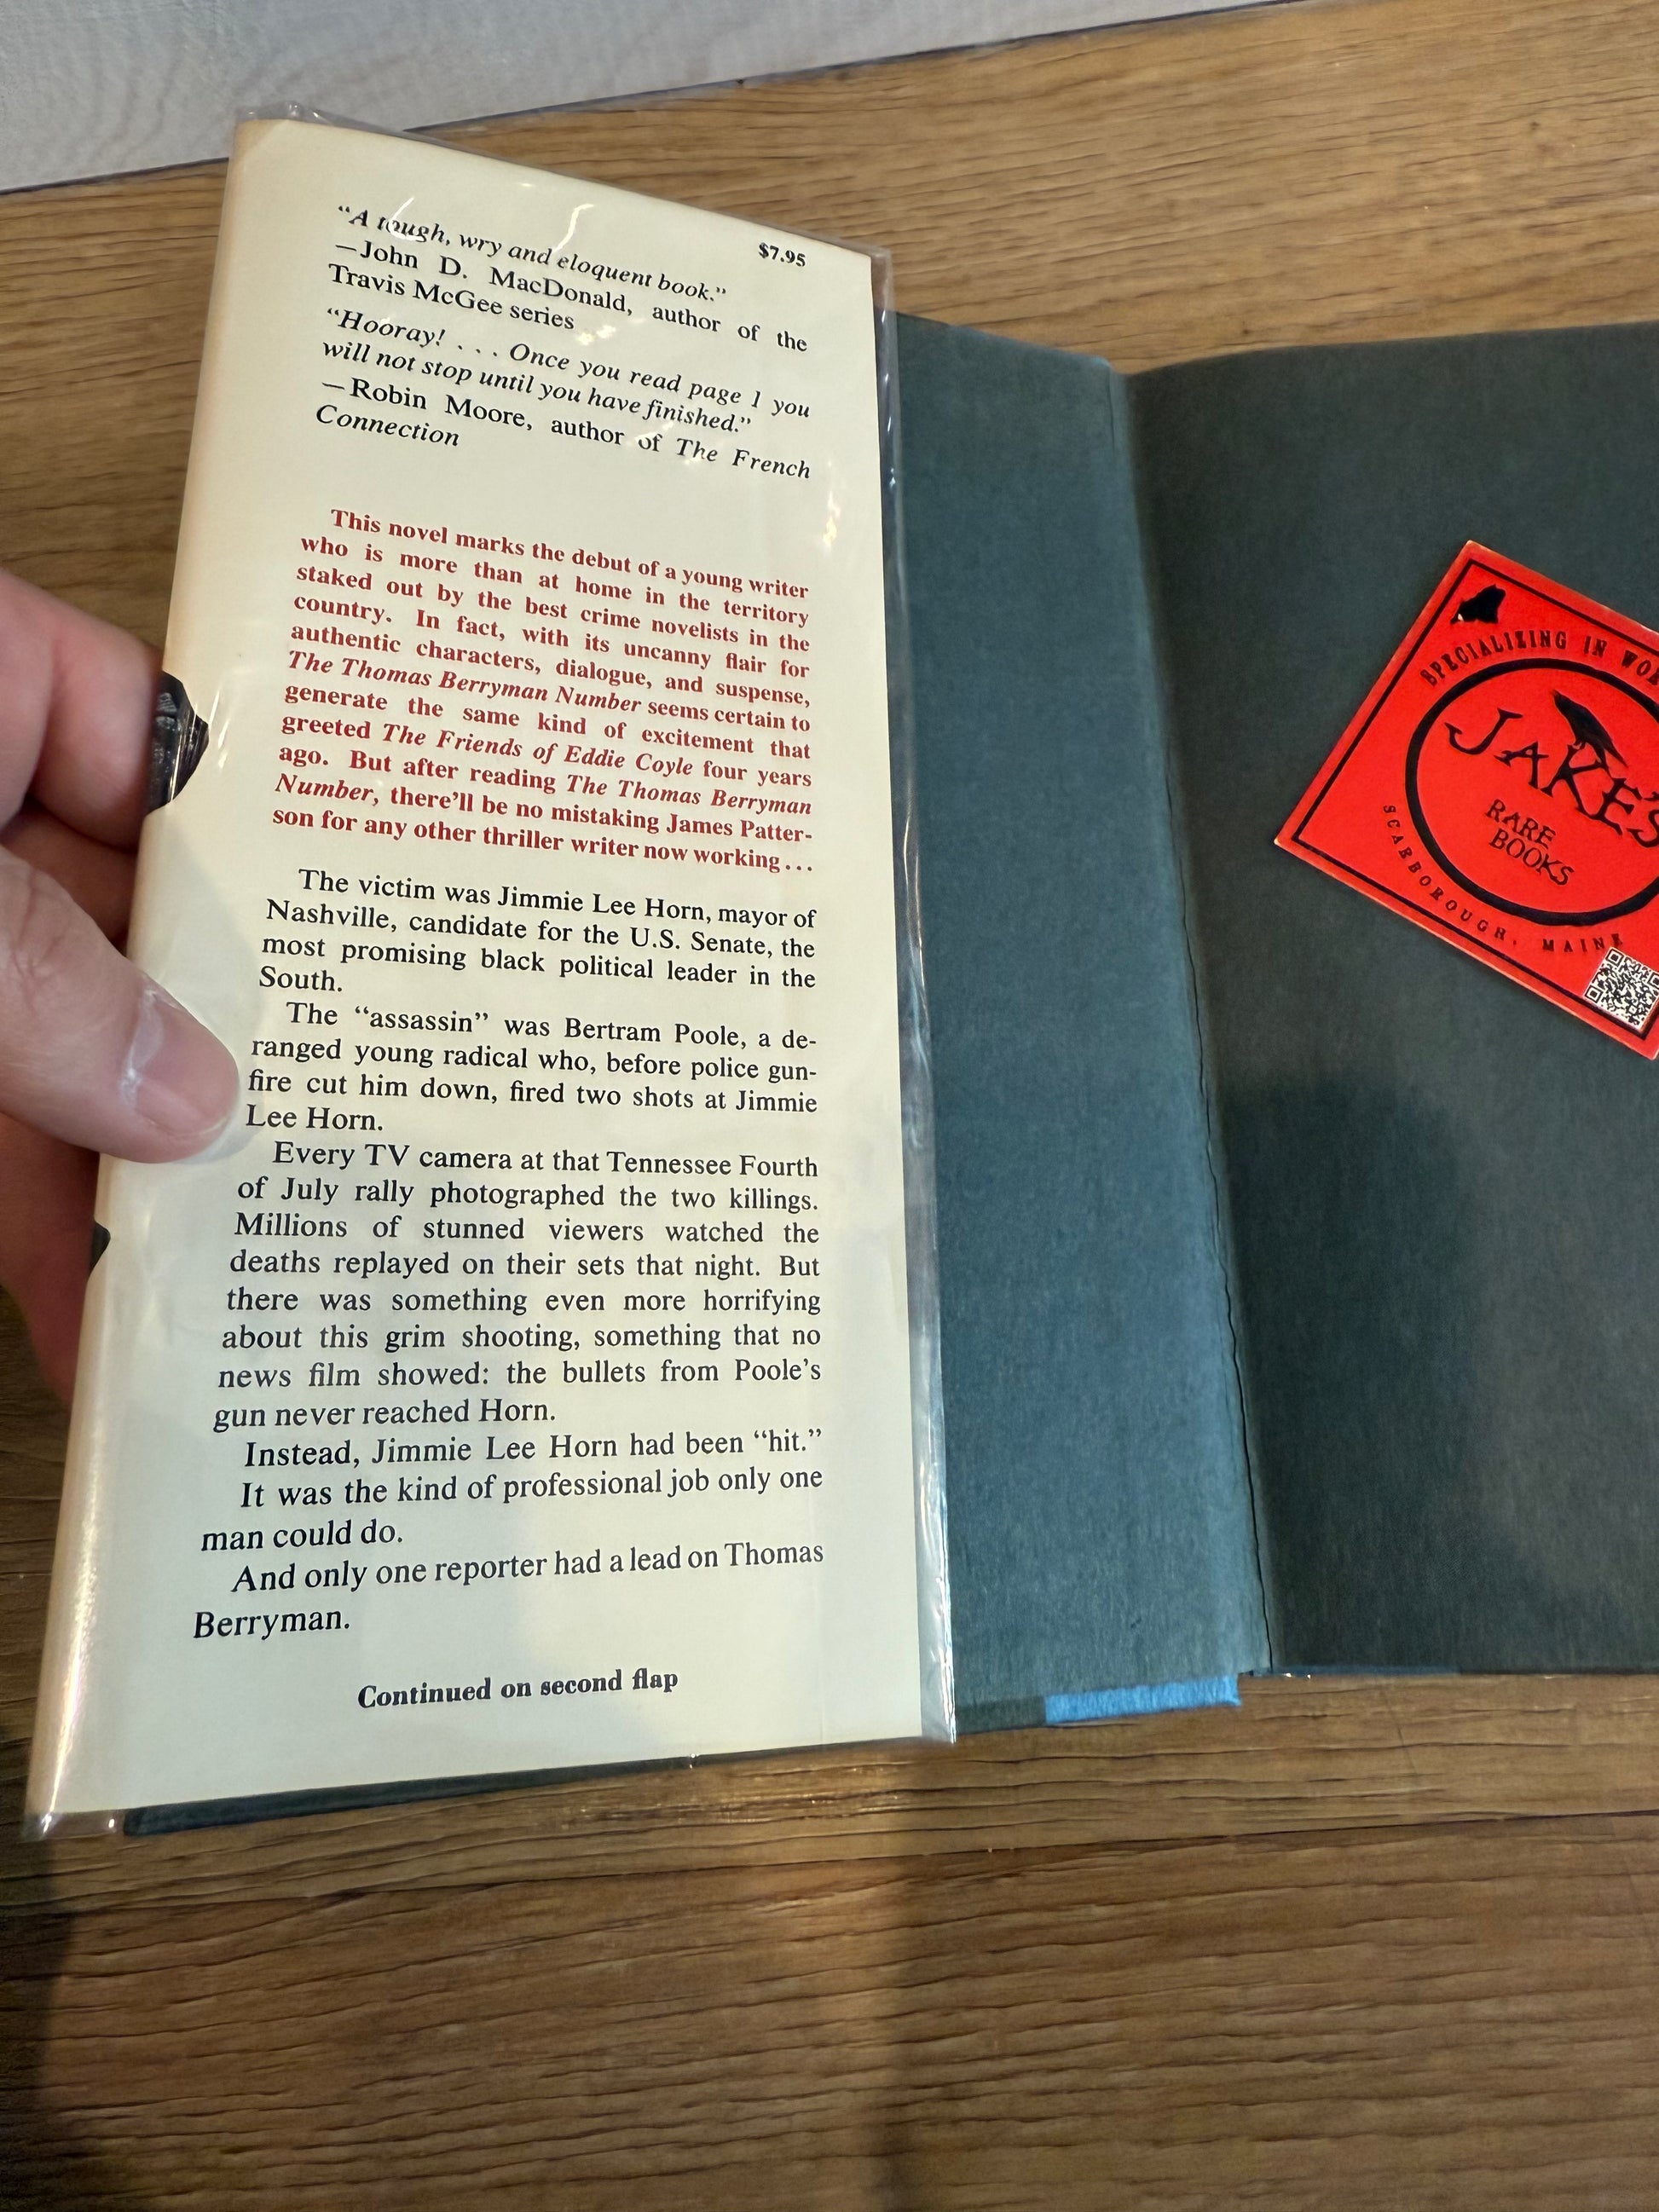 $7.95
“A tough, wry and eloquent book.”
—John D. MacDonald, author of the
Travis McGee series
“Hooray! . . . Once you read page 1 you
will not stop until you have finished.”
—Robin Moore, author of The French
Connection
This novel marks the debut of a young writer
who is more than at home in the territory
staked out by the best crime novelists in the
country. In fact, with its uncanny flair for
authentic characters, dialogue, and suspense,
The Thomas Berryman Number seems certain to
generate the same kind of excitement that
greeted The Friends of Eddie Coyle four years
ago. But after reading The Thomas Berryman
Number, there’ll be no mistaking James Patter-
son for any other thriller writer now working...
The victim was Jimmie Lee Horn, mayor of
Nashville, candidate for the U.S. Senate, the
most promising black political leader in the
South.
The “assassin” was Bertram Poole, a de-
ranged young radical who, before police gun-
fire cut him down, fired two shots at Jimmie
Lee Horn.
Every TV camera at that Tennessee Fourth
of July rally photographed the two killings.
Millions of stunned viewers watched the
deaths replayed on their sets that night. But
there was something even more horrifying
about this grim shooting, something that no
news film showed: the bullets from Poole’s
gun never reached Horn.
Instead, Jimmie Lee Horn had been “hit.”
It was the kind of professional job only one
man could do.
And only one reporter had a lead on Thomas
Berryman.
Continued on second flap
SPECIALIZING IN
JAKE'S
RARE
BOOKS
SCARBOROUGH, MAINE